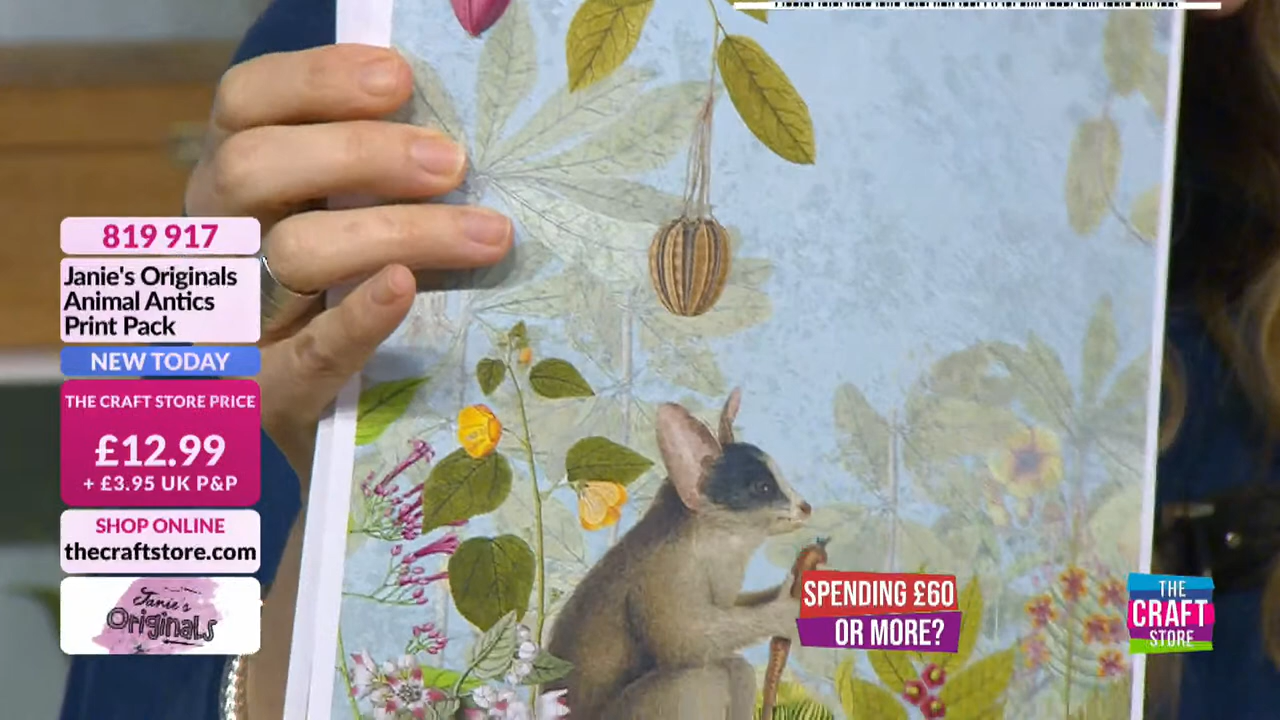 819 917
Janie's Originals
Animal Antics
Print Pack
NEW TODAY
THE CRAFT STORE PRICE
£12.99
+ £3.95 UK P&P
SHOP ONLINE
thecraftstore.com
Janie's
Originals
SPENDING £60
OR MORE?
THE
CRAFT
STORE